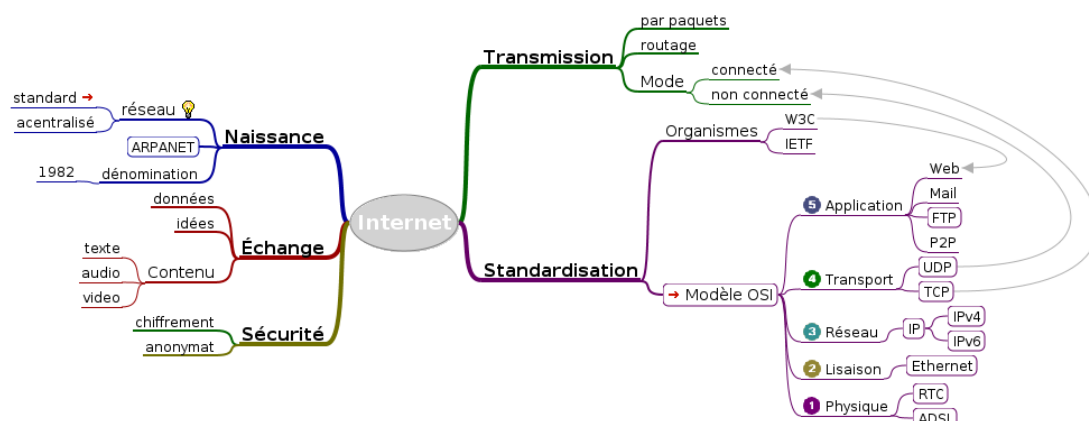 Internet
Transmission
par paquets
routage
Mode
connecté
non connecté
Standardisation
Organismes
W3C
IETF
➜ Modèle OSI
5 Application
Web
Mail
FTP
P2P
4 Transport
UDP
TCP
3 Réseau
IP
IPv4
IPv6
2 Lisaison
Ethernet
1 Physique
RTC
ADSL
Naissance
réseau
standard ➜
acentralisé
ARPANET
dénomination
1982
Échange
données
idées
Contenu
texte
audio
video
Sécurité
chiffrement
anonymat